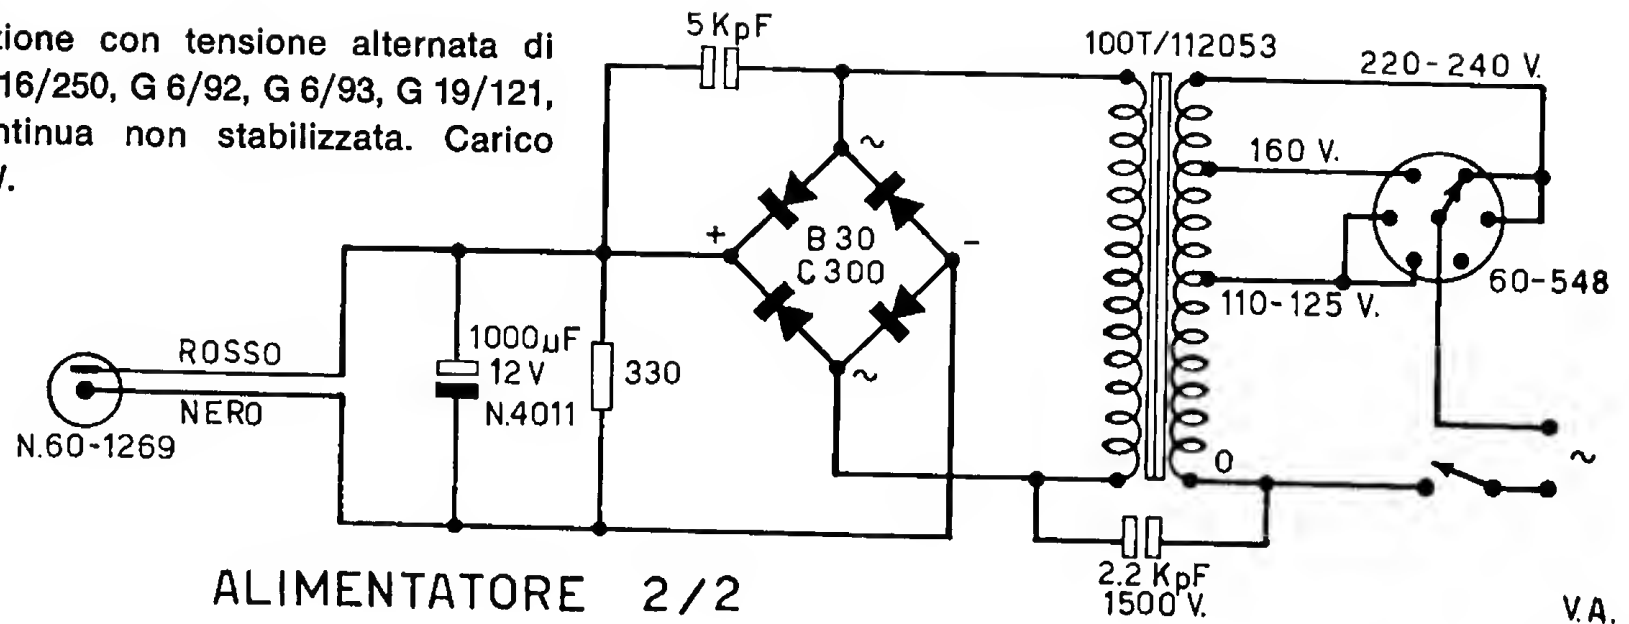 zione con tensione alternata di
16/250, G 6/92, G 6/93, G 19/121,
ntinua non stabilizzata. Carico
V.
5 KpF
100T/112053
220-240 V.
160 V.
~
+
B 30
C 300
-
60-548
110-125 V.
1000µF
12 V
N.4011
330
ROSSO
NERO
N.60-1269
~
0
~
2.2 KpF
1500 V.
ALIMENTATORE 2/2
V.A.